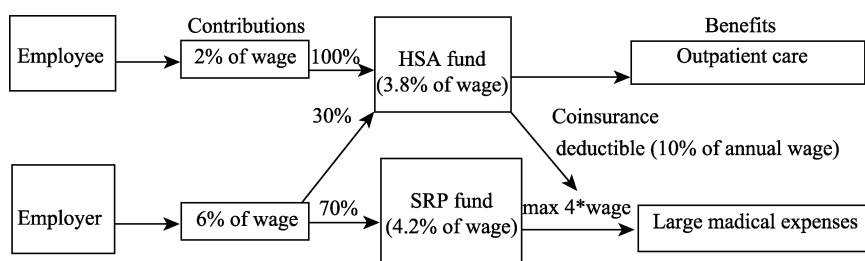 Contributions
Benefits
Employee
2% of wage
100%
HSA fund
(3.8% of wage)
Outpatient care
30%
Coinsurance
deductible (10% of annual wage)
Employer
6% of wage
70%
SRP fund
(4.2% of wage)
max 4*wage
Large madical expenses